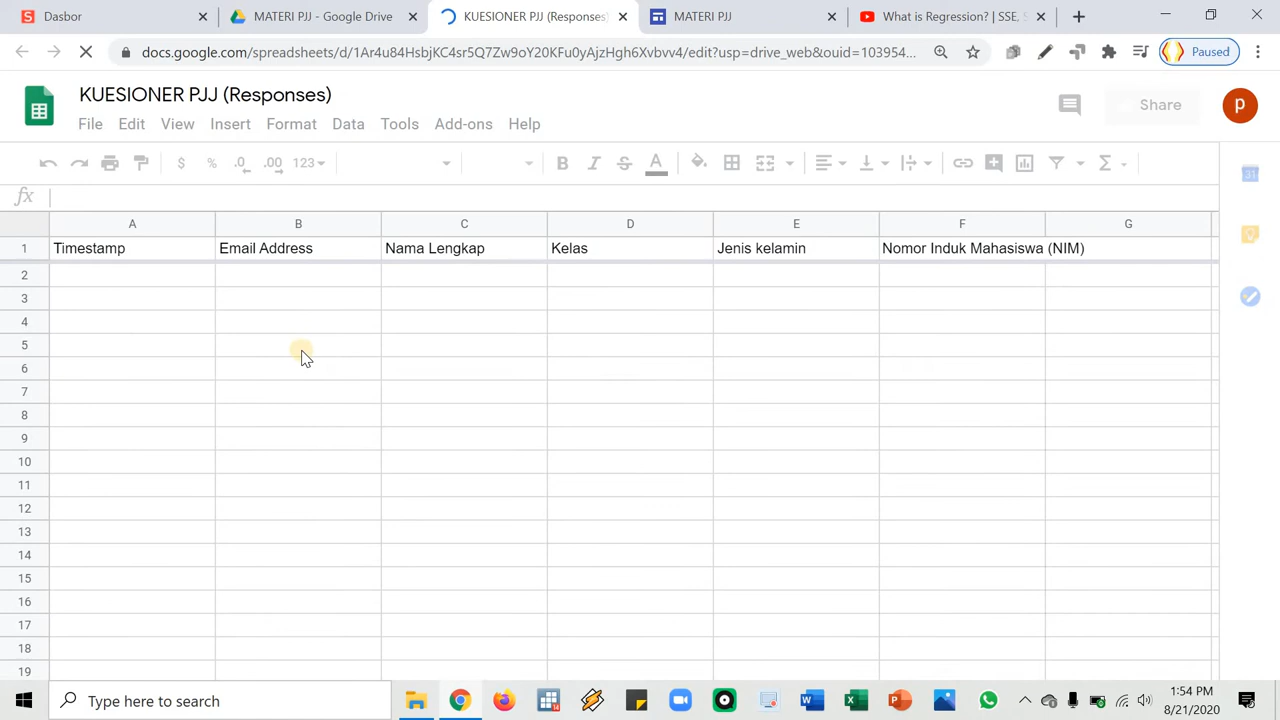 Dasbor
MATERI PJJ - Google Drive
KUESIONER PJJ (Responses)
MATERI PJJ
What is Regression? | SSE,
docs.google.com/spreadsheets/d/1Ar4u84HsbjKC4sr5Q7Zw9oY20KFu0yAjzHgh6Xvbvv4/edit?usp=drive_web&ouid=103954...
Paused
KUESIONER PJJ (Responses)
Share
p
File Edit View Insert Format Data Tools Add-ons Help
$ % .0 .00 123 B I S A
fx
A B C D E F G
1 Timestamp Email Address Nama Lengkap Kelas Jenis kelamin Nomor Induk Mahasiswa (NIM)
2
3
4
5
6
7
8
9
10
11
12
13
14
15
16
17
18
19
31
Type here to search
1:54 PM
8/21/2020